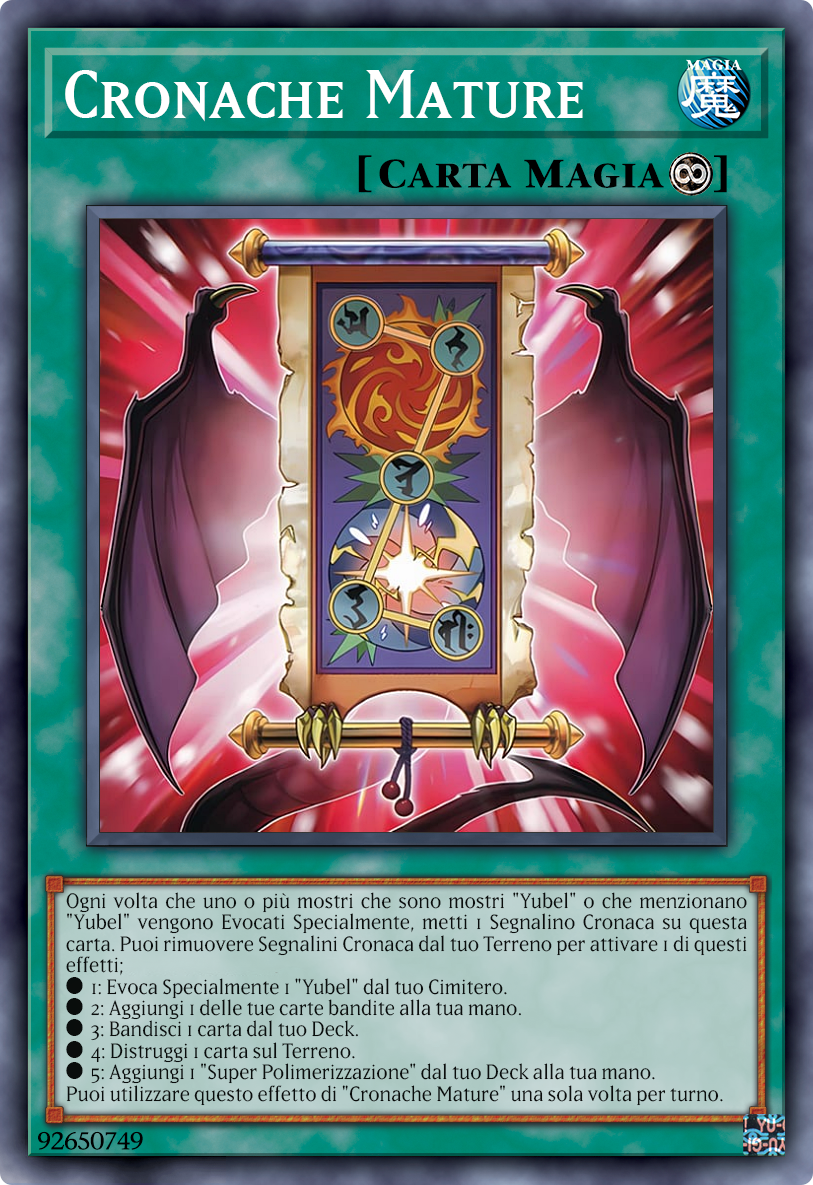 Cronache Mature
MAGIA
魔
[Carta Magia]
Ogni volta che uno o più mostri che sono mostri "Yubel" o che menzionano
"Yubel" vengono Evocati Specialmente, metti 1 Segnalino Cronaca su questa
carta. Puoi rimuovere Segnalini Cronaca dal tuo Terreno per attivare 1 di questi
effetti;
● 1: Evoca Specialmente 1 "Yubel" dal tuo Cimitero.
● 2: Aggiungi 1 delle tue carte bandite alla tua mano.
● 3: Bandisci 1 carta dal tuo Deck.
● 4: Distruggi 1 carta sul Terreno.
● 5: Aggiungi 1 "Super Polimerizzazione" dal tuo Deck alla tua mano.
Puoi utilizzare questo effetto di "Cronache Mature" una sola volta per turno.
92650749